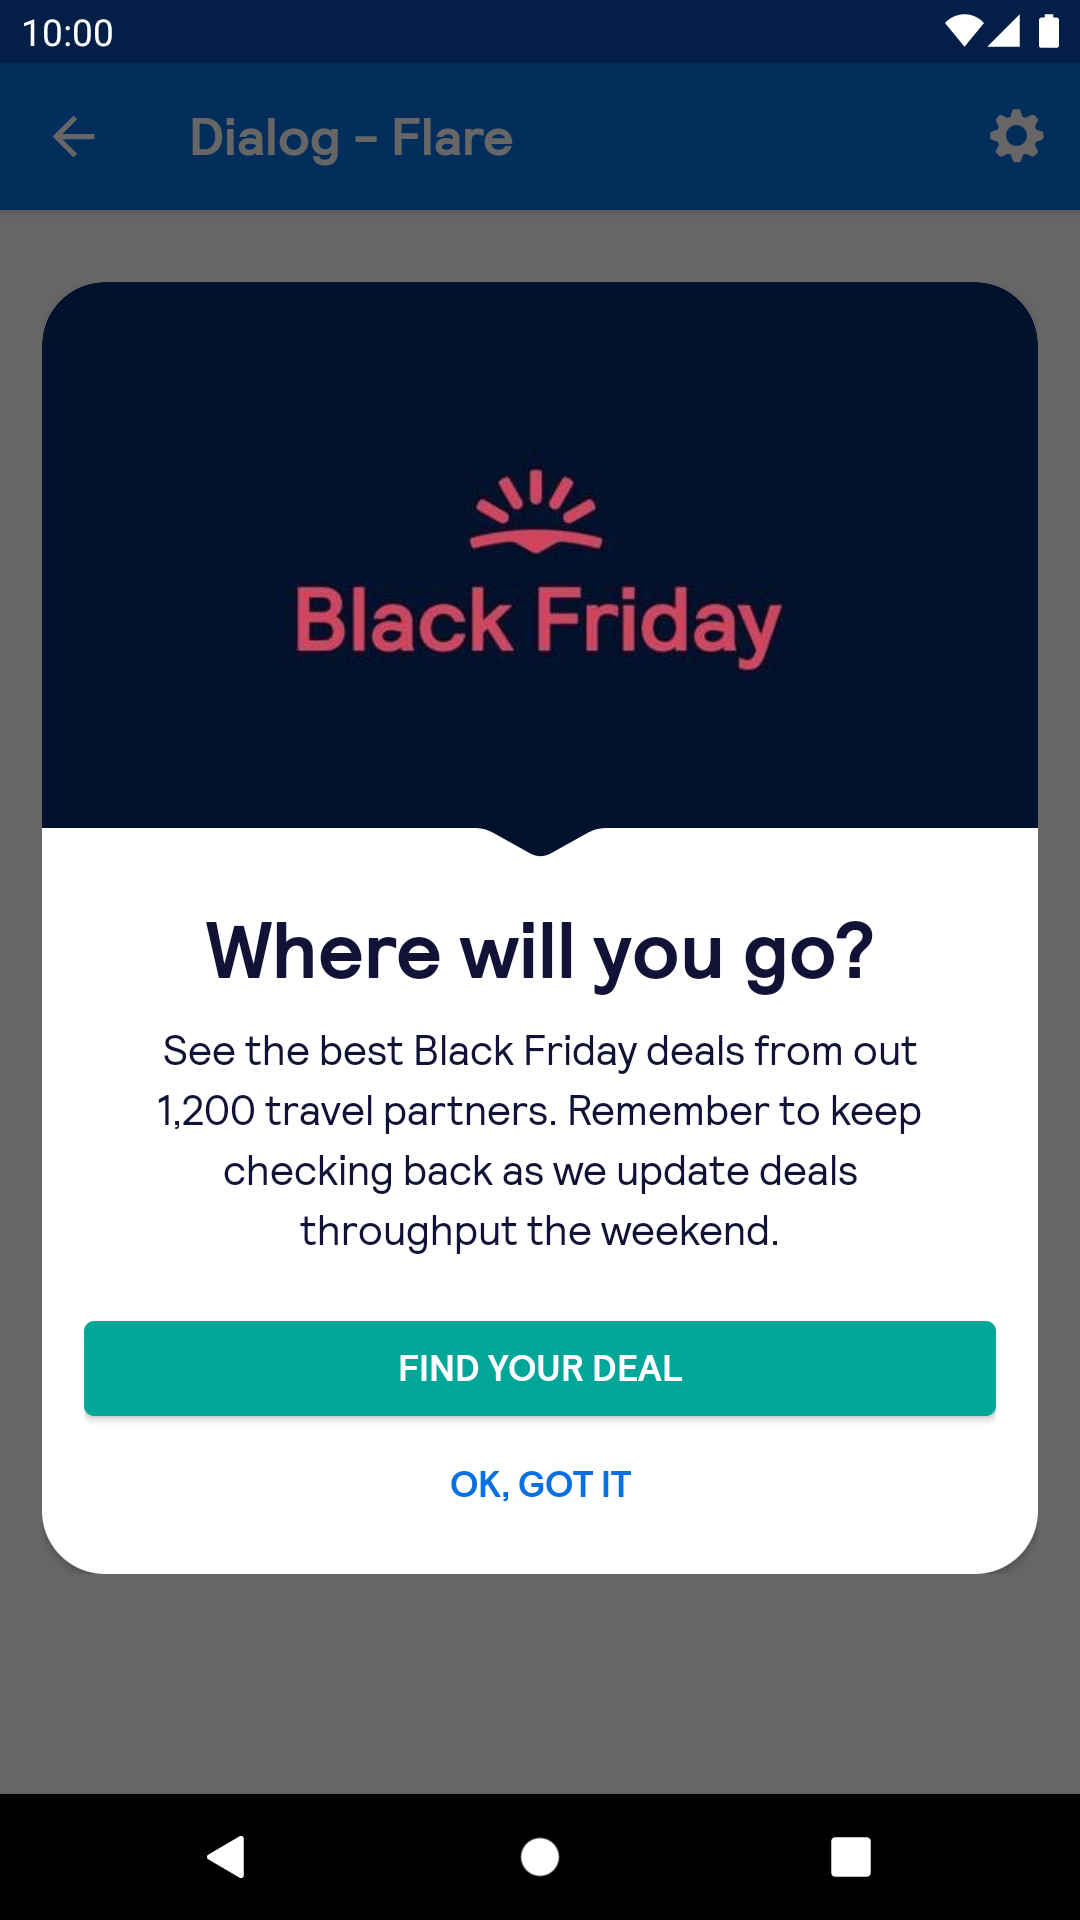 10:00
Dialog - Flare
Black Friday
Where will you go?
See the best Black Friday deals from out
1,200 travel partners. Remember to keep
checking back as we update deals
throughput the weekend.
FIND YOUR DEAL
OK, GOT IT